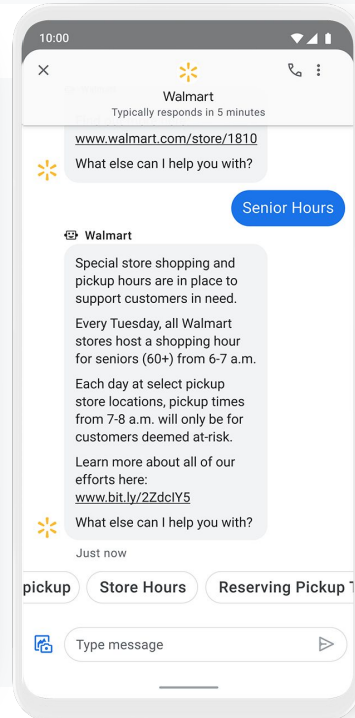 10:00
Walmart
Typically responds in 5 minutes
www.walmart.com/store/1810
What else can I help you with?
Senior Hours
Walmart
Special store shopping and
pickup hours are in place to
support customers in need.
Every Tuesday, all Walmart
stores host a shopping hour
for seniors (60+) from 6-7 a.m.
Each day at select pickup
store locations, pickup times
from 7-8 a.m. will only be for
customers deemed at-risk.
Learn more about all of our
efforts here:
www.bit.ly/2ZdcIY5
What else can I help you with?
Just now
pickup
Store Hours
Reserving Pickup
Type message